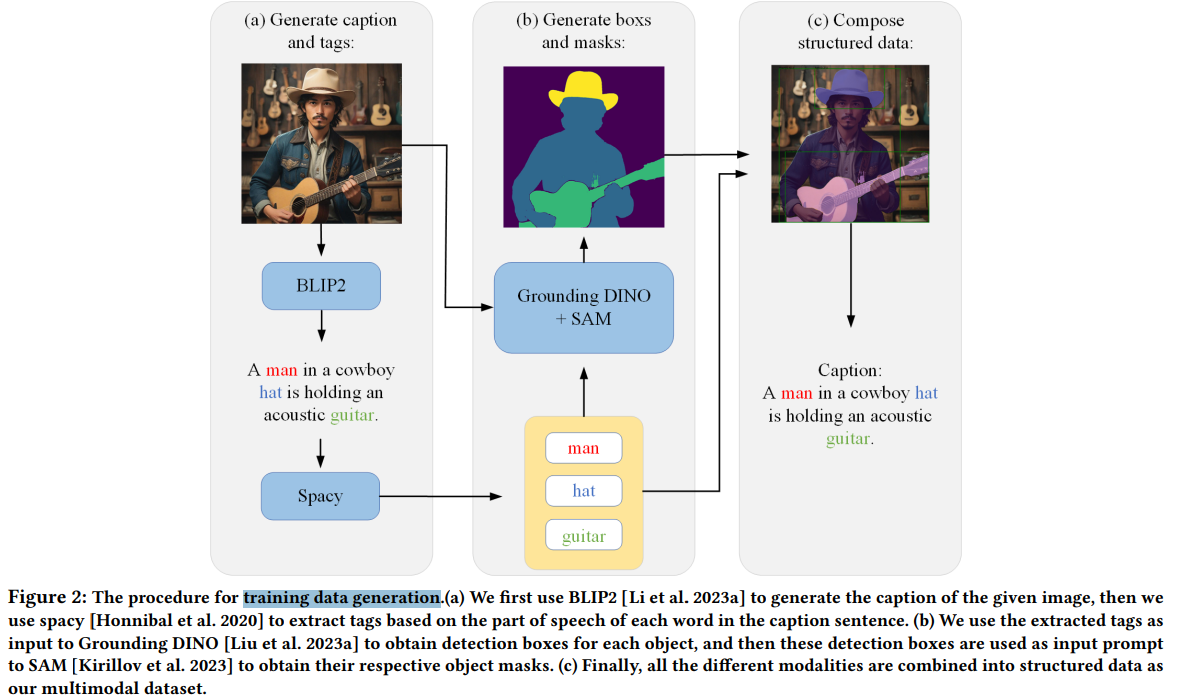 (a) Generate caption
and tags:
BLIP2
A man in a cowboy
hat is holding an
acoustic guitar.
Spacy
(b) Generate boxs
and masks:
Grounding DINO
+ SAM
man
hat
guitar
(c) Compose
structured data:
Caption:
A man in a cowboy hat
is holding an acoustic
guitar.
Figure 2: The procedure for training data generation.(a) We first use BLIP2 [Li et al. 2023a] to generate the caption of the given image, then we
use spacy [Honnibal et al. 2020] to extract tags based on the part of speech of each word in the caption sentence. (b) We use the extracted tags as
input to Grounding DINO [Liu et al. 2023a] to obtain detection boxes for each object, and then these detection boxes are used as input prompt
to SAM [Kirillov et al. 2023] to obtain their respective object masks. (c) Finally, all the different modalities are combined into structured data as
our multimodal dataset.